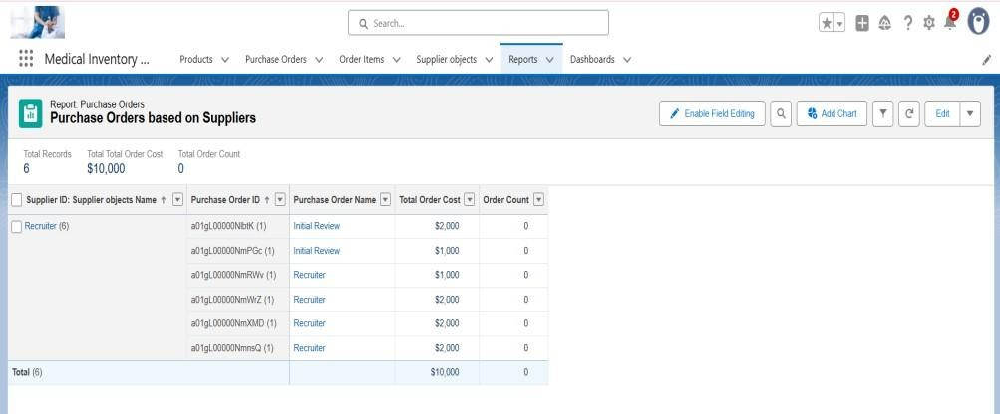 Search...
2
Medical Inventory ...
Products
Purchase Orders
Order Items
Supplier objects
Reports
Dashboards
Report: Purchase Orders
Purchase Orders based on Suppliers
Enable Field Editing
Add Chart
Edit
Total Records
Total Total Order Cost
Total Order Count
6
$10,000
0
Supplier ID: Supplier objects Name ↑ Purchase Order ID ↑ Purchase Order Name Total Order Cost Order Count
Recruiter (6) a01gL00000NlbtK (1) Initial Review $2,000 0
a01gL00000NmPGc (1) Initial Review $1,000 0
a01gL00000NmRWv (1) Recruiter $1,000 0
a01gL00000NmWrZ (1) Recruiter $2,000 0
a01gL00000NmXMD (1) Recruiter $2,000 0
a01gL00000NmnsQ (1) Recruiter $2,000 0
Total (6) $10,000 0